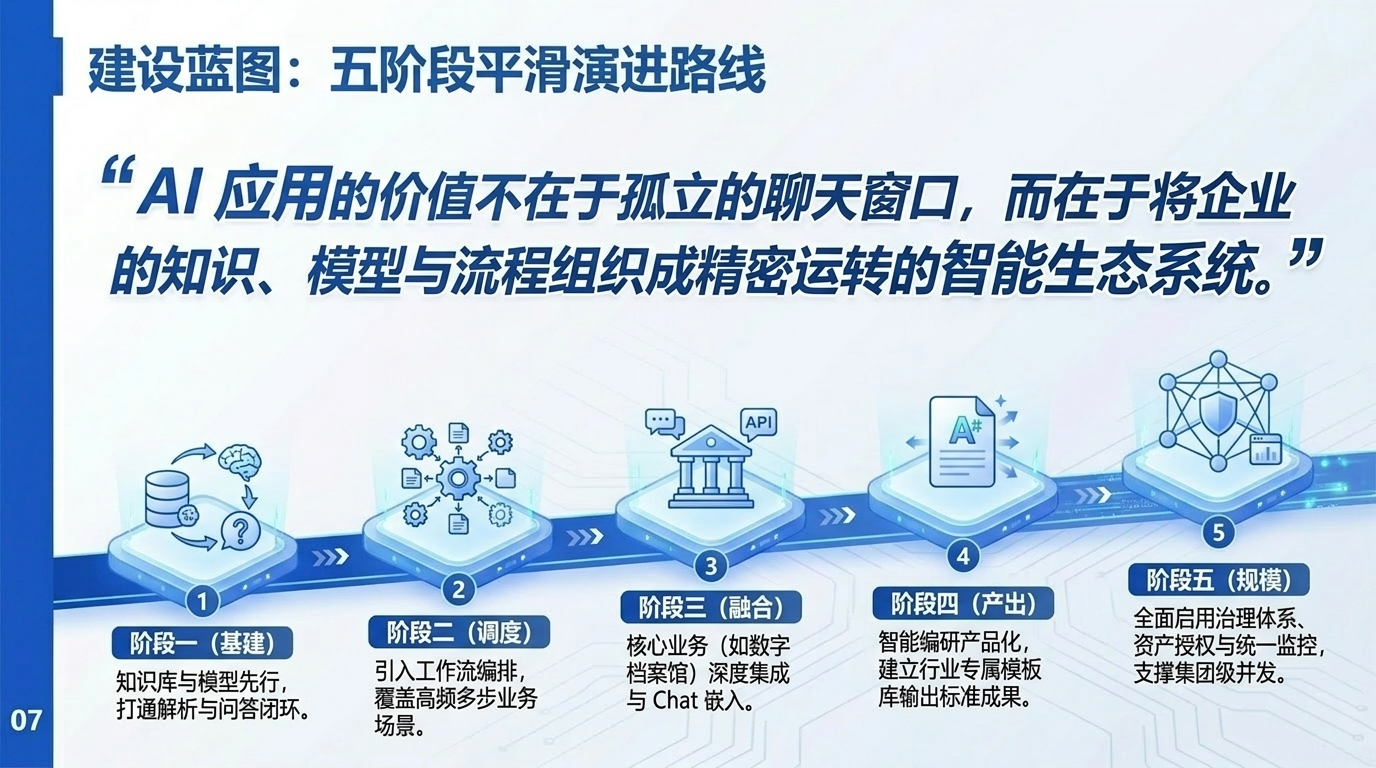 建设蓝图：五阶段平滑演进路线
“AI 应用的价值不在于孤立的聊天窗口，而在于将企业
的知识、模型与流程组织成精密运转的智能生态系统。”
1
阶段一（基建）
知识库与模型先行，
打通解析与问答闭环。
2
阶段二（调度）
引入工作流编排，
覆盖高频多步业务
场景。
API
3
阶段三（融合）
核心业务（如数字
档案馆）深度集成
与 Chat 嵌入。
A#
4
阶段四（产出）
智能编研产品化，
建立行业专属模板
库输出标准成果。
5
阶段五（规模）
全面启用治理体系、
资产授权与统一监控，
支撑集团级并发。
07